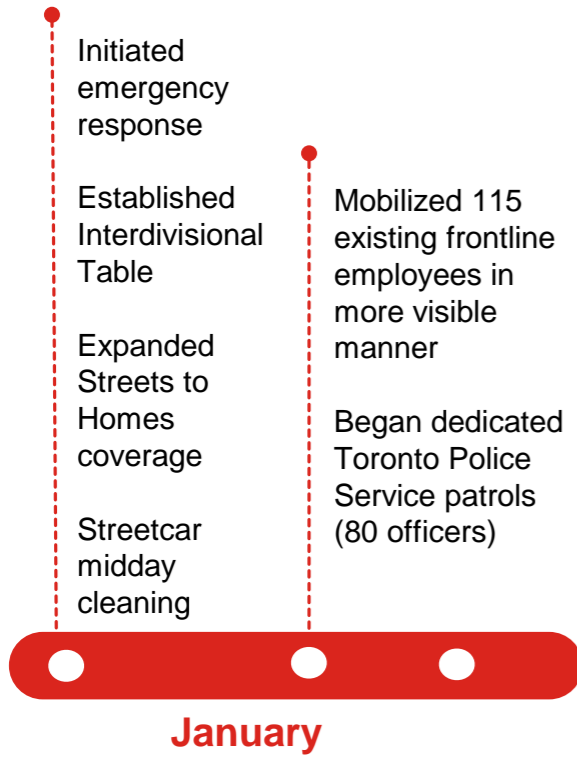 Initiated
emergency
response
Established
Interdivisional
Table
Expanded
Streets to
Homes
coverage
Streetcar
midday
cleaning
Mobilized 115
existing frontline
employees in
more visible
manner
Began dedicated
Toronto Police
Service patrols
(80 officers)
January